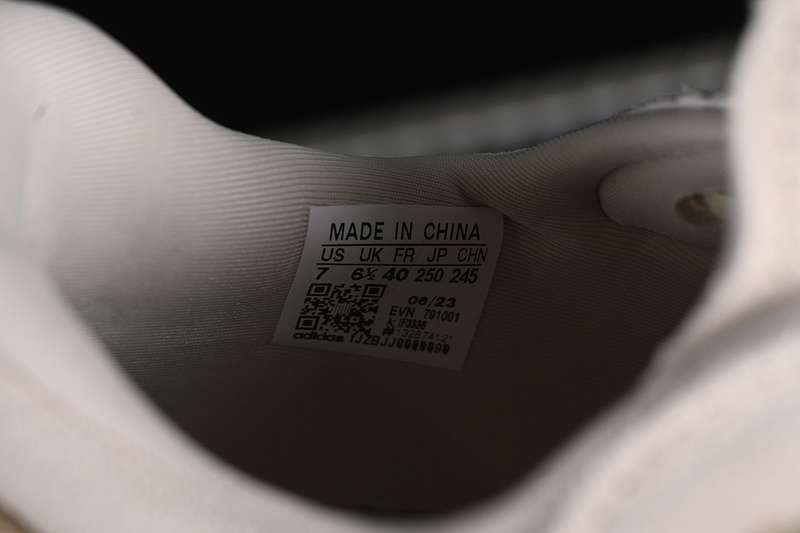 MADE IN CHINA
US UK FR JP CHN
7 6½ 40 250 245
06/23
EVN 791001
IF3336
adidas